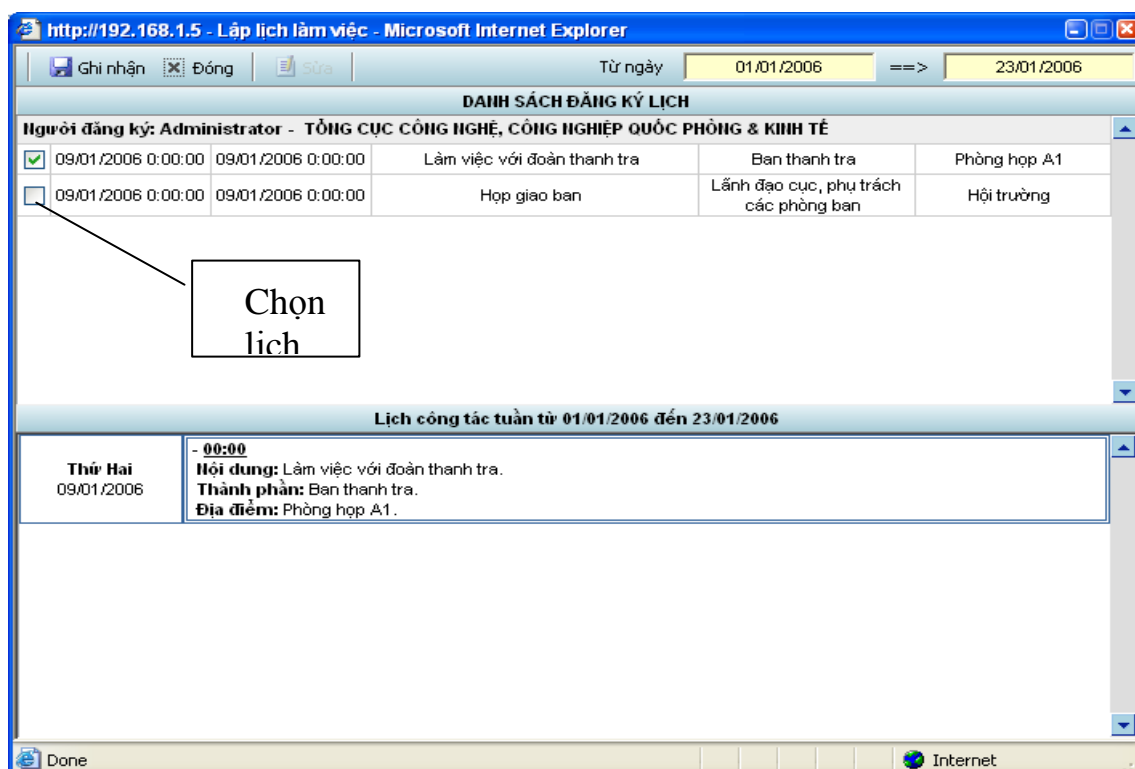 http://192.168.1.5 - Lập lịch làm việc - Microsoft Internet Explorer
Ghi nhận Đóng Sửa Từ ngày 01/01/2006 ==> 23/01/2006
DANH SÁCH ĐĂNG KÝ LỊCH
Người đăng ký: Administrator - TỔNG CỤC CÔNG NGHỆ, CÔNG NGHIỆP QUỐC PHÒNG & KINH TẾ
09/01/2006 0:00:00 09/01/2006 0:00:00 Làm việc với đoàn thanh tra Ban thanh tra Phòng họp A1
09/01/2006 0:00:00 09/01/2006 0:00:00 Họp giao ban Lãnh đạo cục, phụ trách các phòng ban Hội trường
Chọn
lịch
Lịch công tác tuần từ 01/01/2006 đến 23/01/2006
Thứ Hai
09/01/2006
- 00:00
Nội dung: Làm việc với đoàn thanh tra.
Thành phần: Ban thanh tra.
Địa điểm: Phòng họp A1.
Done Internet